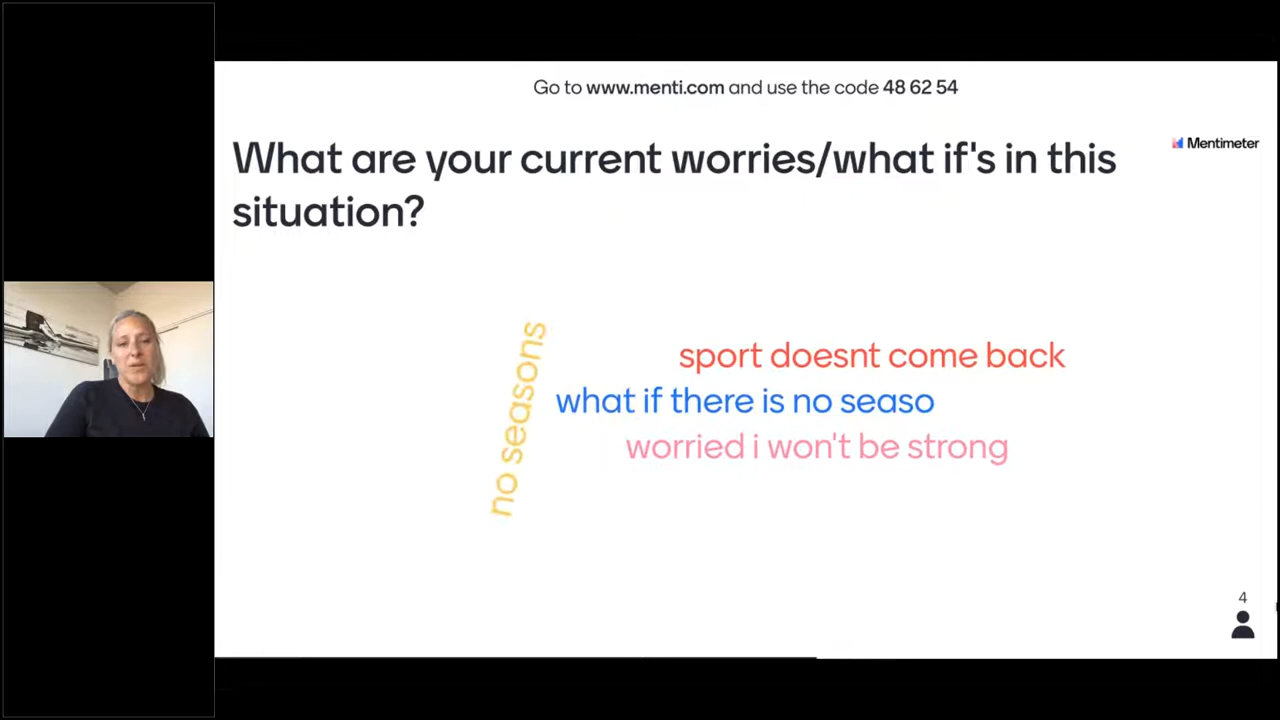 Go to www.menti.com and use the code 48 62 54
Mentimeter
What are your current worries/what if's in this
situation?
no seasons
sport doesnt come back
what if there is no seaso
worried i won't be strong
4